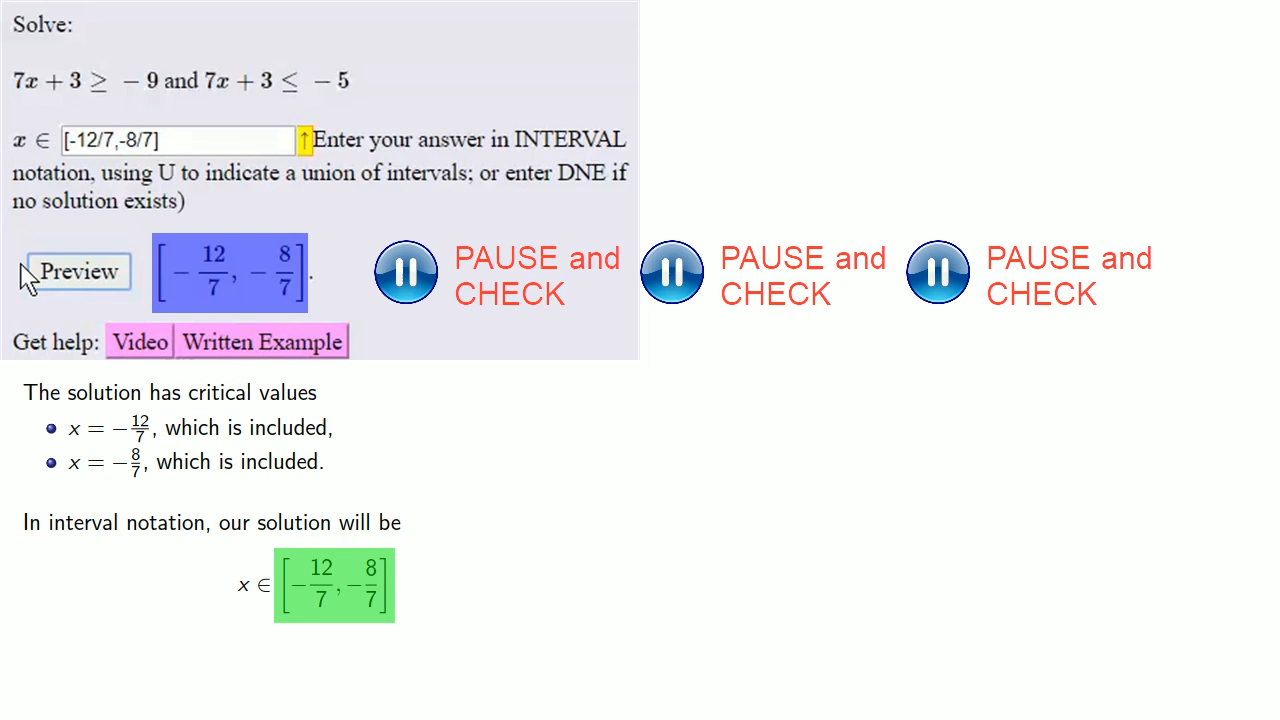 Solve:
7x + 3 ≥ − 9 and 7x + 3 ≤ − 5
x ∈ [-12/7,-8/7] ↑Enter your answer in INTERVAL
notation, using U to indicate a union of intervals; or enter DNE if
no solution exists)
Preview [− 12/7, − 8/7].
PAUSE and
CHECK
PAUSE and
CHECK
PAUSE and
CHECK
Get help: Video Written Example
The solution has critical values
x = −12/7, which is included,
x = −8/7, which is included.
In interval notation, our solution will be
x ∈ [−12/7, −8/7]